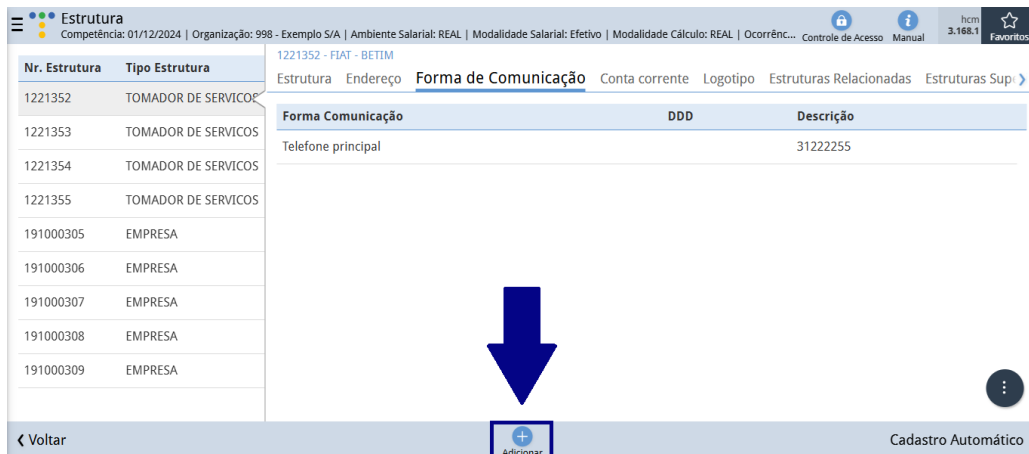 Estrutura
Competência: 01/12/2024 | Organização: 998 - Exemplo S/A | Ambiente Salarial: REAL | Modalidade Salarial: Efetivo | Modalidade Cálculo: REAL | Ocorrênc...
Controle de Acesso
Manual
hcm
3.168.1
Favoritos
Nr. Estrutura Tipo Estrutura
1221352 TOMADOR DE SERVICOS
1221353 TOMADOR DE SERVICOS
1221354 TOMADOR DE SERVICOS
1221355 TOMADOR DE SERVICOS
191000305 EMPRESA
191000306 EMPRESA
191000307 EMPRESA
191000308 EMPRESA
191000309 EMPRESA
1221352 - FIAT - BETIM
Estrutura Endereço Forma de Comunicação Conta corrente Logotipo Estruturas Relacionadas Estruturas Sup
Forma Comunicação DDD Descrição
Telefone principal 31222255
Voltar
Adicionar
Cadastro Automático